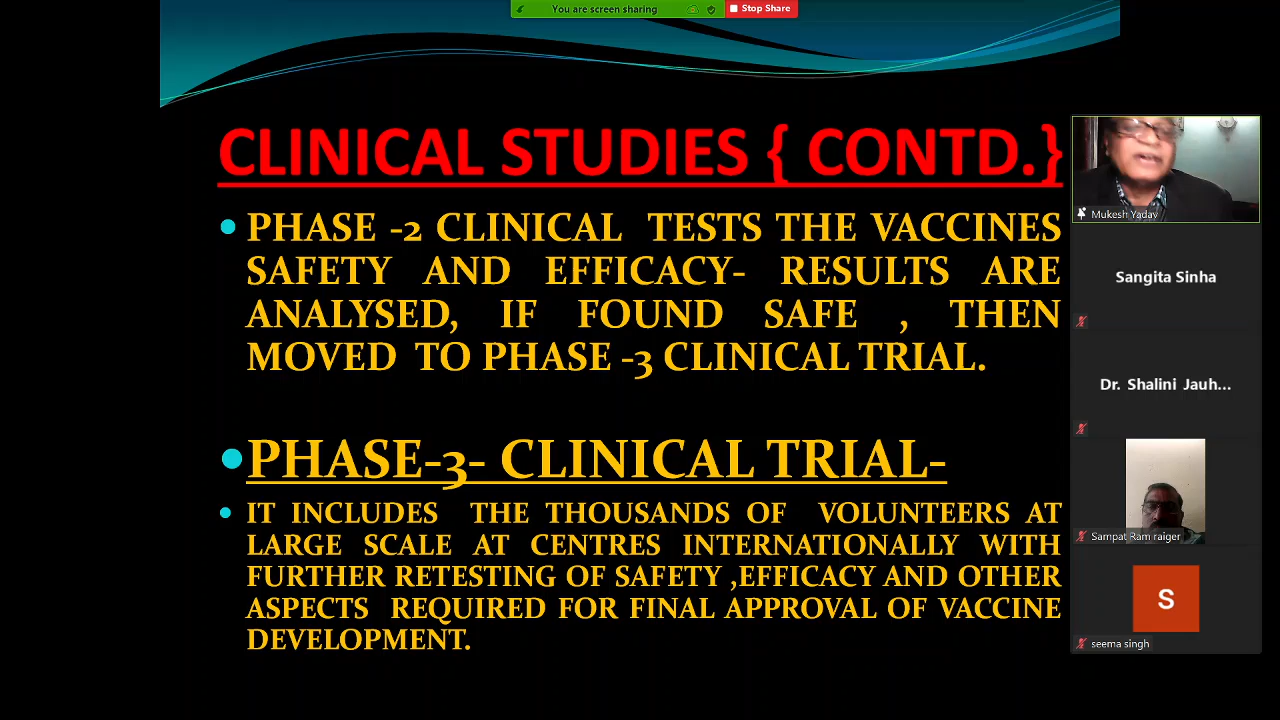 You are screen sharing
Stop Share
CLINICAL STUDIES { CONTD.}
PHASE -2 CLINICAL TESTS THE VACCINES
SAFETY AND EFFICACY- RESULTS ARE
ANALYSED, IF FOUND SAFE , THEN
MOVED TO PHASE -3 CLINICAL TRIAL.
PHASE-3- CLINICAL TRIAL-
IT INCLUDES THE THOUSANDS OF VOLUNTEERS AT
LARGE SCALE AT CENTRES INTERNATIONALLY WITH
FURTHER RETESTING OF SAFETY ,EFFICACY AND OTHER
ASPECTS REQUIRED FOR FINAL APPROVAL OF VACCINE
DEVELOPMENT.
Mukesh Yadav
Sangita Sinha
Dr. Shalini Jauh...
Sampat Ram raiger
S
seema singh